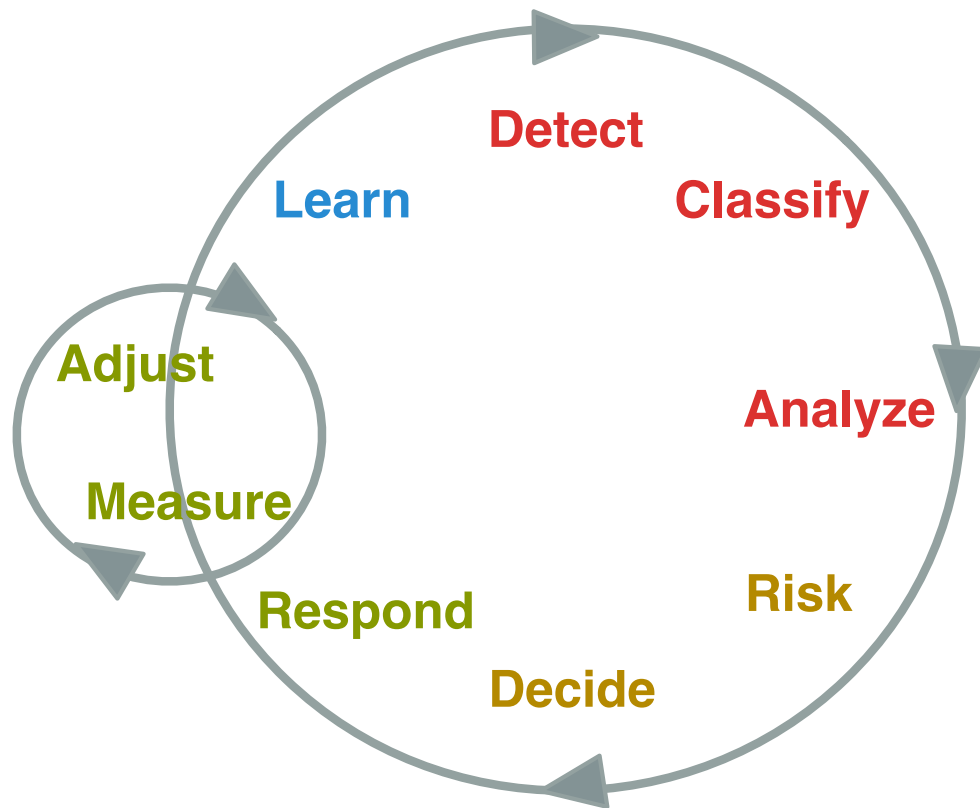 Detect
Learn
Classify
Adjust
Analyze
Measure
Risk
Respond
Decide